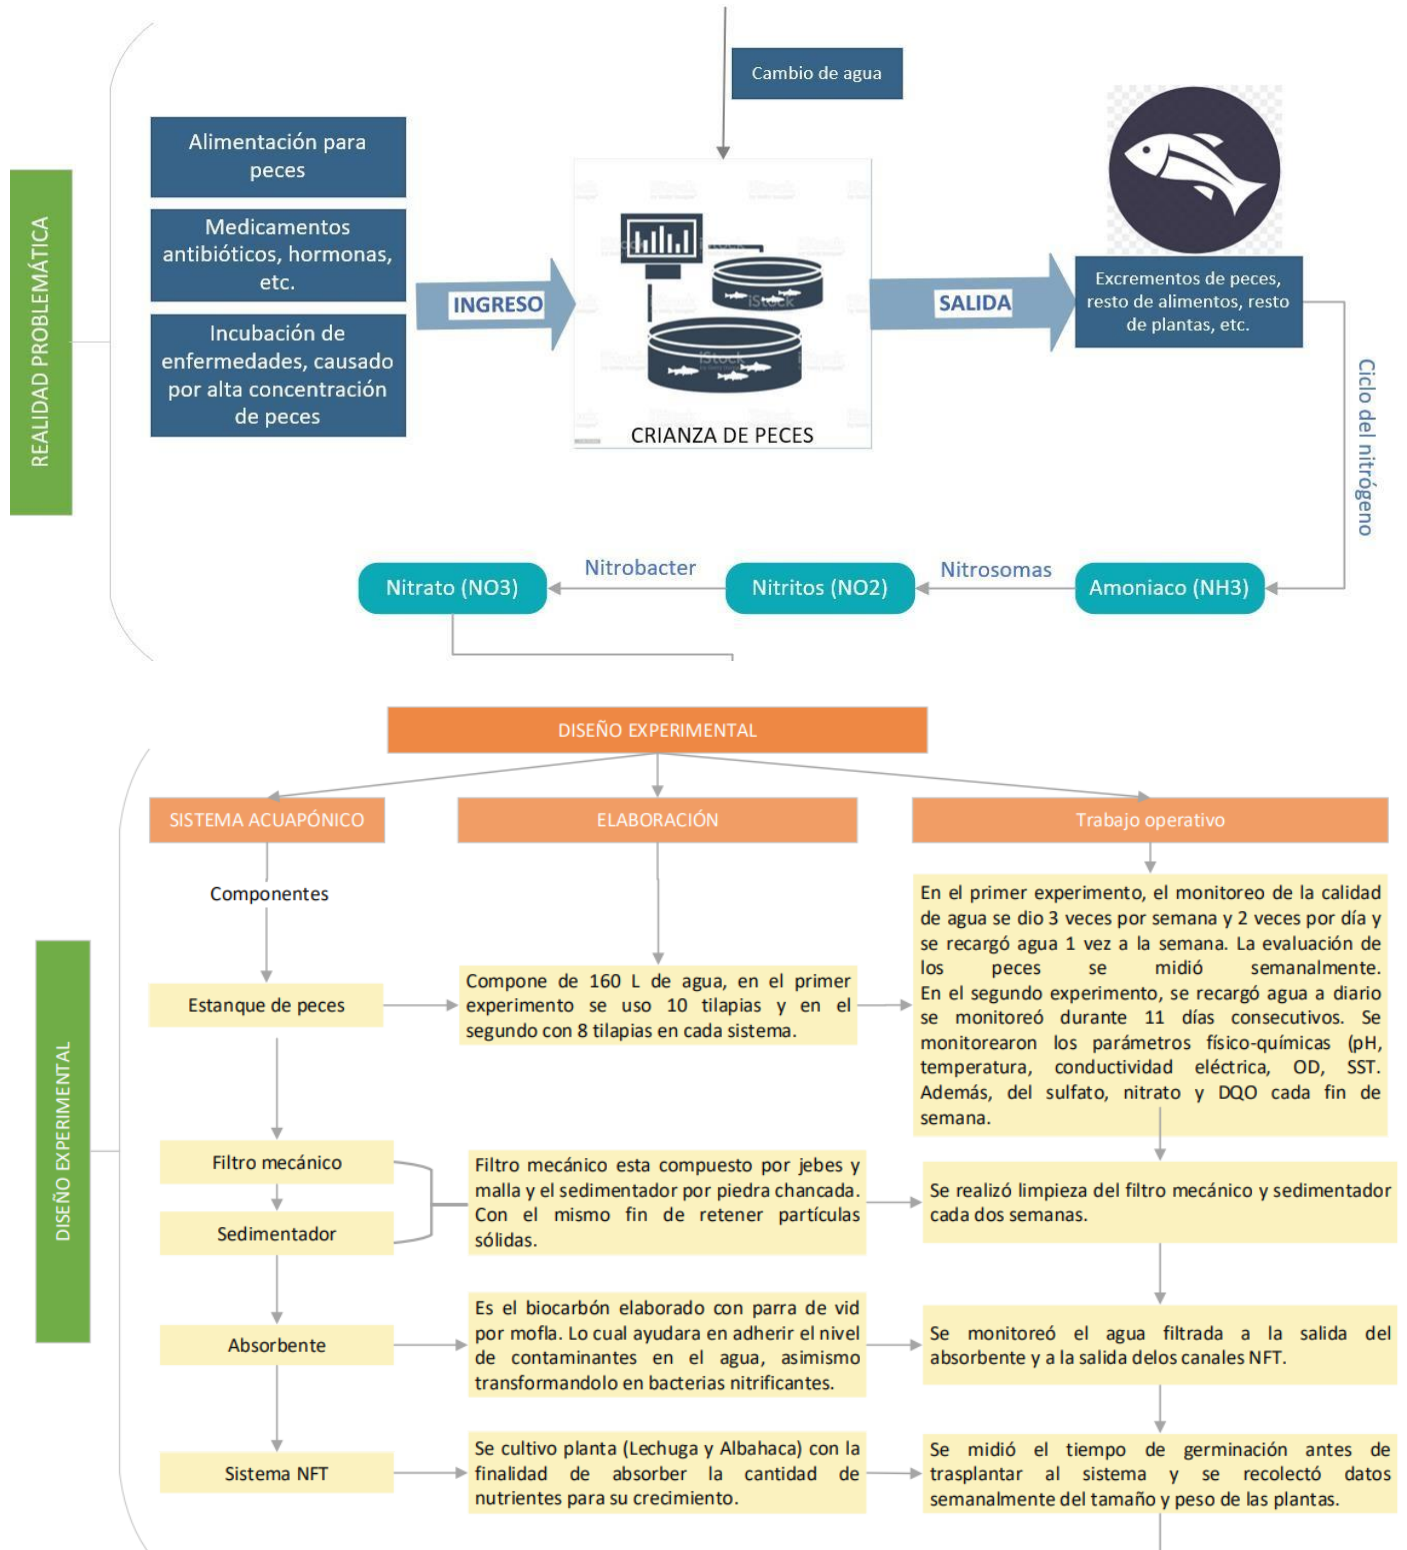 Cambio de agua
Alimentación para
peces
Medicamentos
antibióticos, hormonas,
etc.
Incubación de
enfermedades, causado
por alta concentración
de peces
REALIDAD PROBLEMÁTICA
INGRESO
iStock
iStock
iStock
CRIANZA DE PECES
SALIDA
Excrementos de peces,
resto de alimentos, resto
de plantas, etc.
Ciclo del nitrógeno
Nitrato (NO3)
Nitrobacter
Nitritos (NO2)
Nitrosomas
Amoniaco (NH3)
DISEÑO EXPERIMENTAL
SISTEMA ACUAPÓNICO
ELABORACIÓN
Trabajo operativo
Componentes
DISEÑO EXPERIMENTAL
Estanque de peces
Compone de 160 L de agua, en el primer
experimento se uso 10 tilapias y en el
segundo con 8 tilapias en cada sistema.
En el primer experimento, el monitoreo de la calidad
de agua se dio 3 veces por semana y 2 veces por día y
se recargó agua 1 vez a la semana. La evaluación de
los peces se midió semanalmente.
En el segundo experimento, se recargó agua a diario
se monitoreó durante 11 días consecutivos. Se
monitorearon los parámetros físico-químicas (pH,
temperatura, conductividad eléctrica, OD, SST.
Además, del sulfato, nitrato y DQO cada fin de
semana.
Filtro mecánico
Sedimentador
Filtro mecánico esta compuesto por jebes y
malla y el sedimentador por piedra chancada.
Con el mismo fin de retener partículas
sólidas.
Se realizó limpieza del filtro mecánico y sedimentador
cada dos semanas.
Absorbente
Es el biocarbón elaborado con parra de vid
por mofla. Lo cual ayudara en adherir el nivel
de contaminantes en el agua, asimismo
transformandolo en bacterias nitrificantes.
Se monitoreó el agua filtrada a la salida del
absorbente y a la salida delos canales NFT.
Sistema NFT
Se cultivo planta (Lechuga y Albahaca) con la
finalidad de absorber la cantidad de
nutrientes para su crecimiento.
Se midió el tiempo de germinación antes de
trasplantar al sistema y se recolectó datos
semanalmente del tamaño y peso de las plantas.